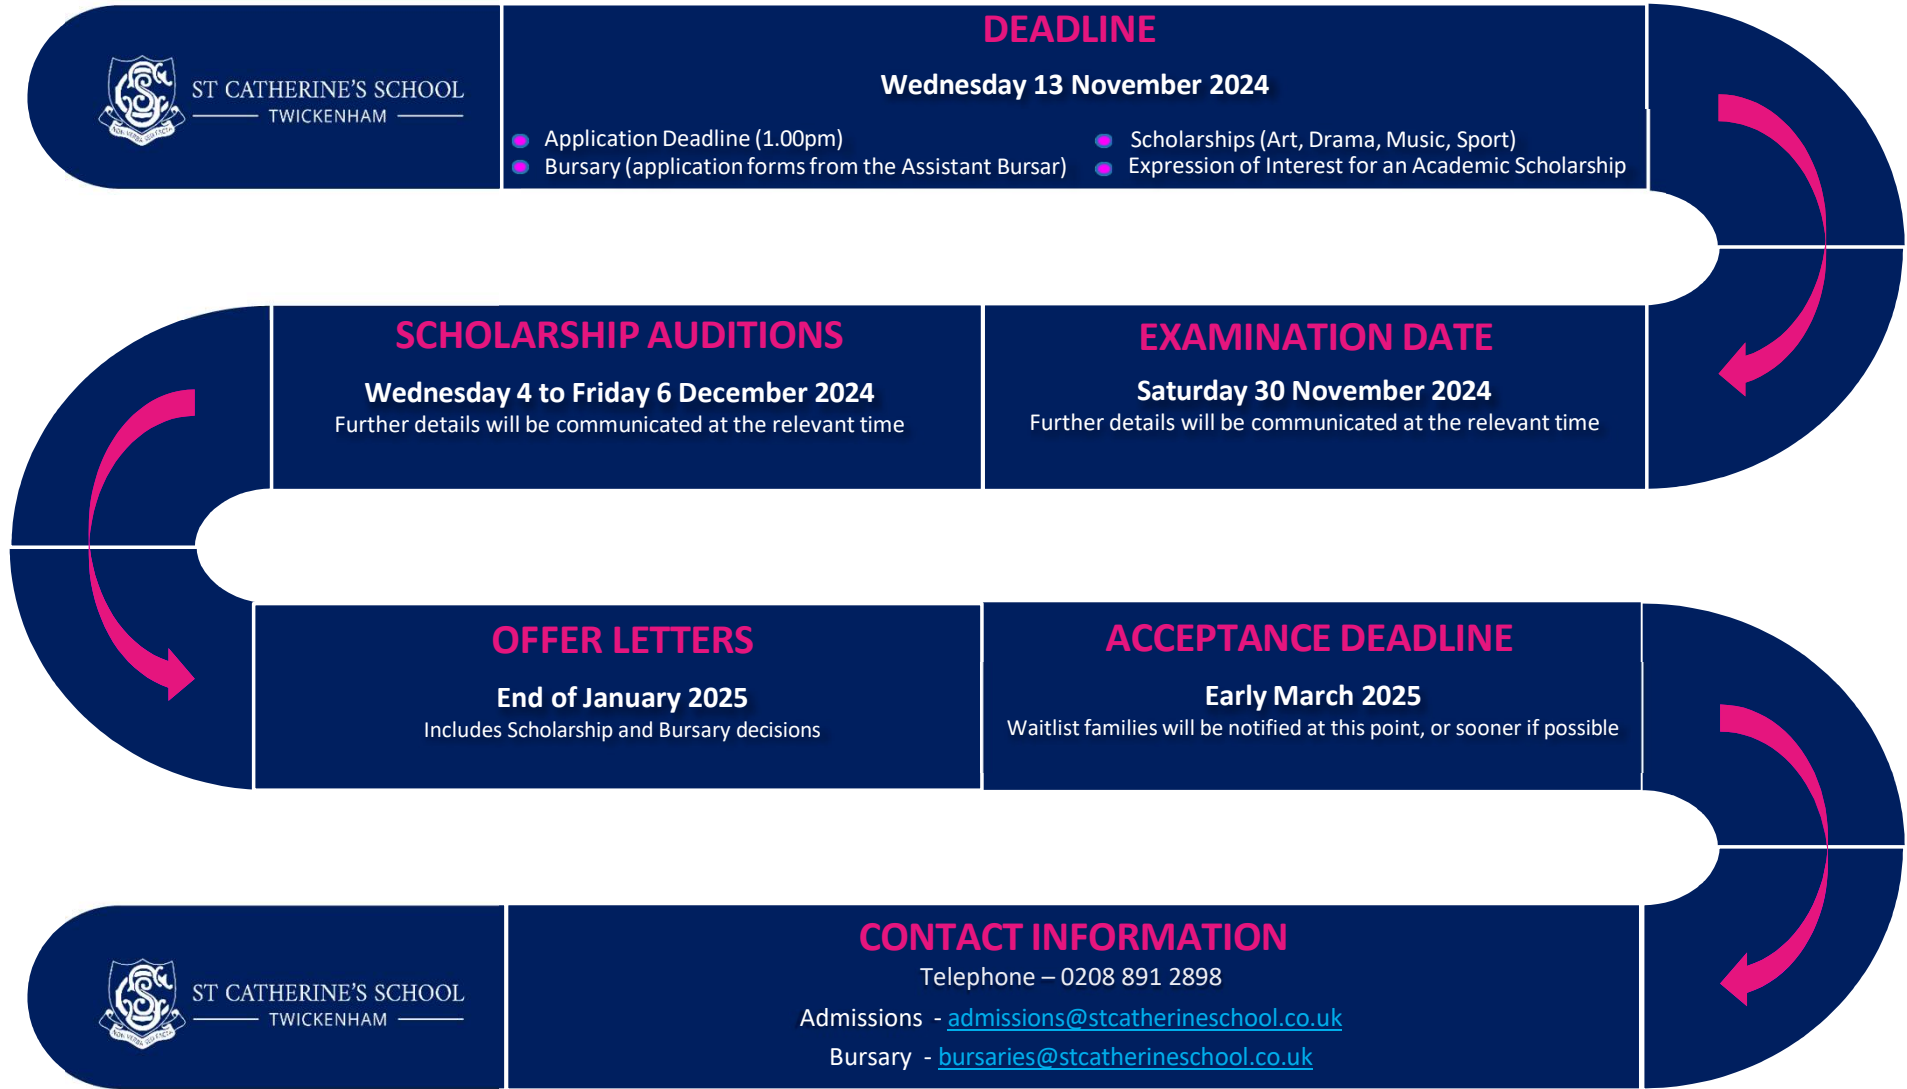 ST CATHERINE'S SCHOOL
TWICKENHAM
DEADLINE
Wednesday 13 November 2024
Application Deadline (1.00pm)
Bursary (application forms from the Assistant Bursar)
Scholarships (Art, Drama, Music, Sport)
Expression of Interest for an Academic Scholarship
EXAMINATION DATE
Saturday 30 November 2024
Further details will be communicated at the relevant time
SCHOLARSHIP AUDITIONS
Wednesday 4 to Friday 6 December 2024
Further details will be communicated at the relevant time
OFFER LETTERS
End of January 2025
Includes Scholarship and Bursary decisions
ACCEPTANCE DEADLINE
Early March 2025
Waitlist families will be notified at this point, or sooner if possible
ST CATHERINE'S SCHOOL
TWICKENHAM
CONTACT INFORMATION
Telephone – 0208 891 2898
Admissions - admissions@stcatherineschool.co.uk
Bursary - bursaries@stcatherineschool.co.uk